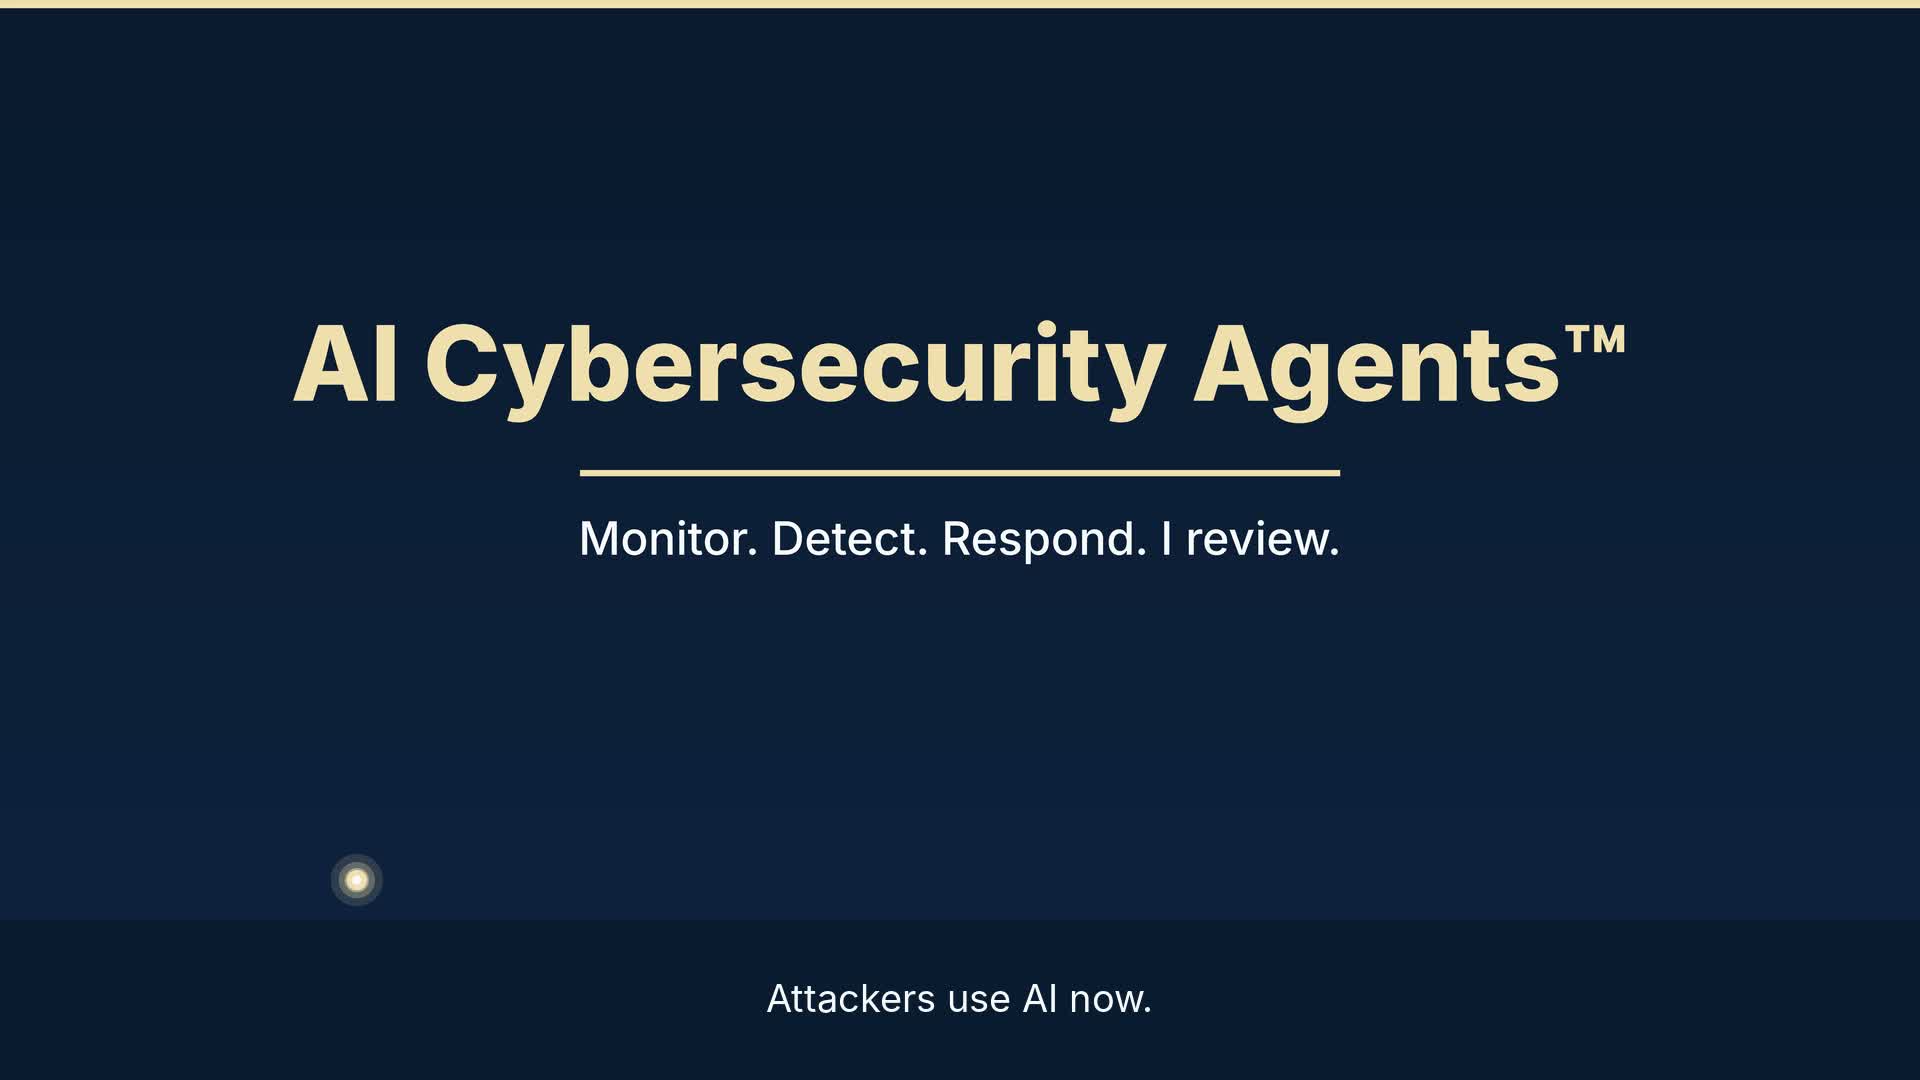 AI Cybersecurity Agents™
Monitor. Detect. Respond. I review.
Attackers use AI now.